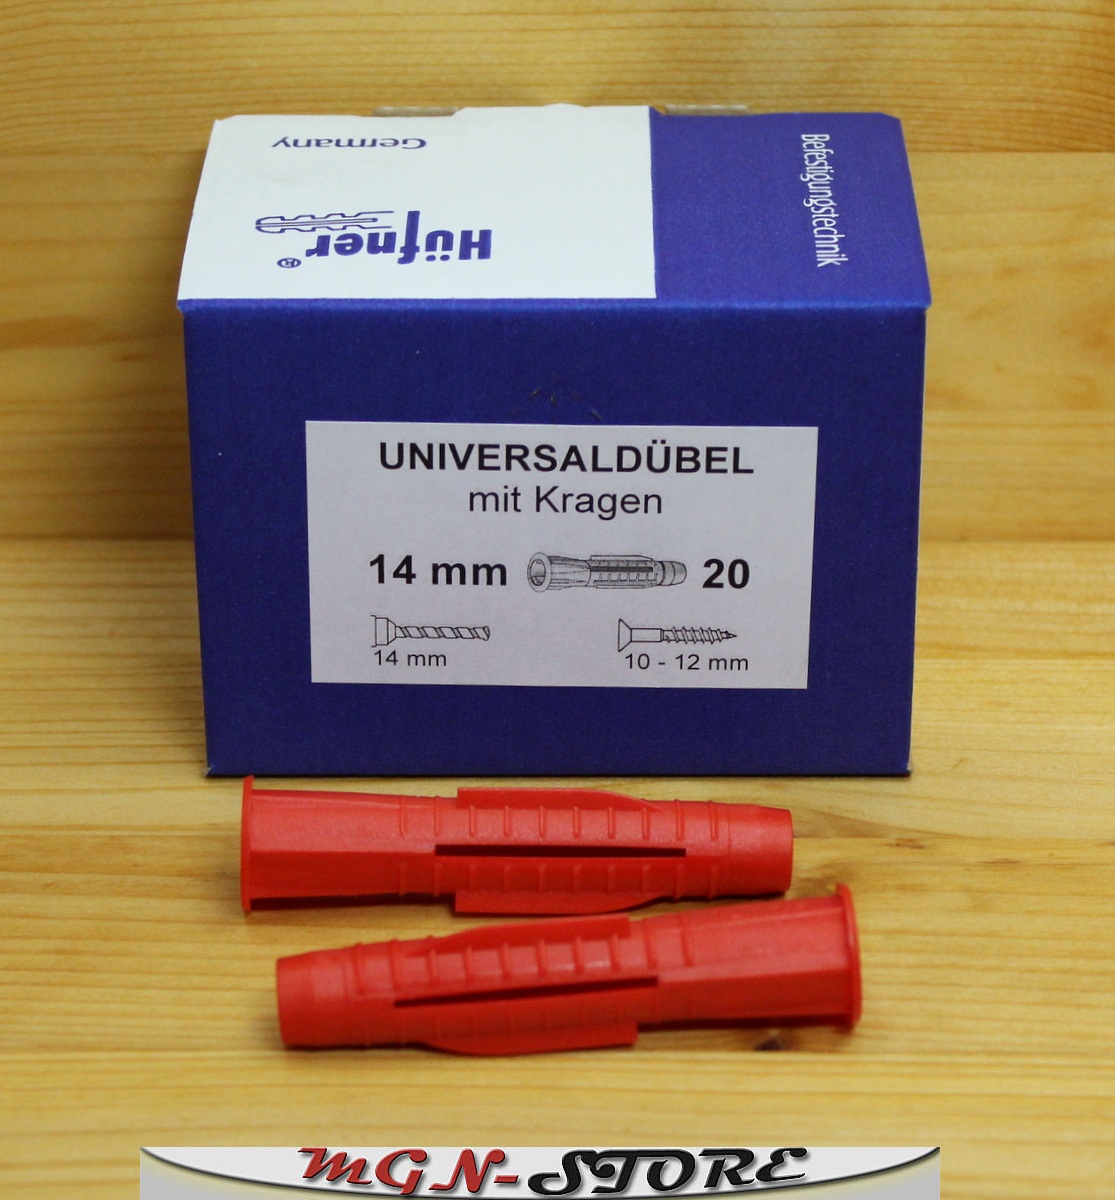 Germany
Hüfner®
Befestigungstechnik
UNIVERSALDÜBEL
mit Kragen
14 mm 20
14 mm 10 - 12 mm
MGN-STORE